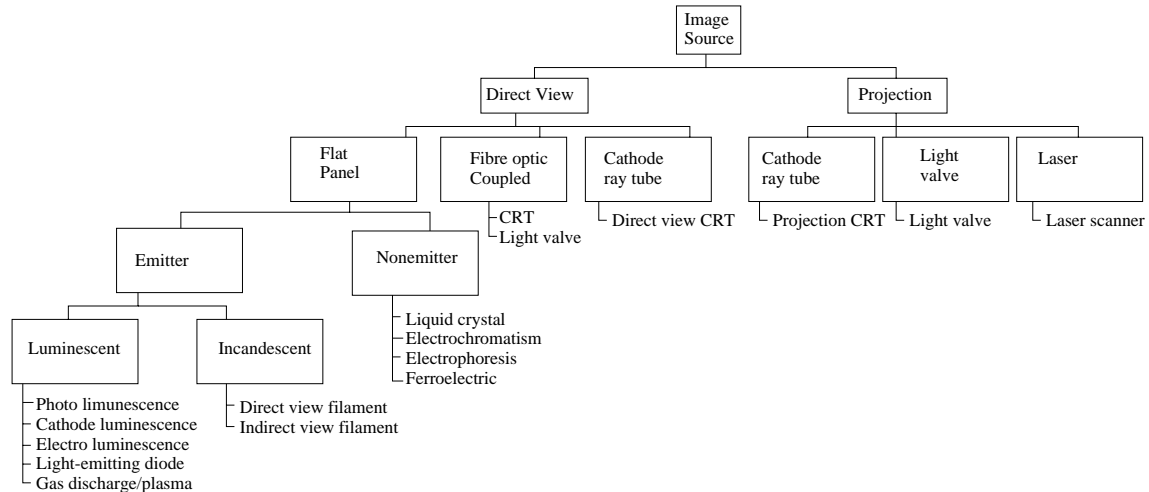 Image
Source
Direct View
Projection
Flat
Panel
Fibre optic
Coupled
Cathode
ray tube
Cathode
ray tube
Light
valve
Laser
CRT
Light valve
Direct view CRT
Projection CRT
Light valve
Laser scanner
Emitter
Nonemitter
Liquid crystal
Electrochromatism
Electrophoresis
Ferroelectric
Luminescent
Incandescent
Photo limunescence
Cathode luminescence
Electro luminescence
Light-emitting diode
Gas discharge/plasma
Direct view filament
Indirect view filament